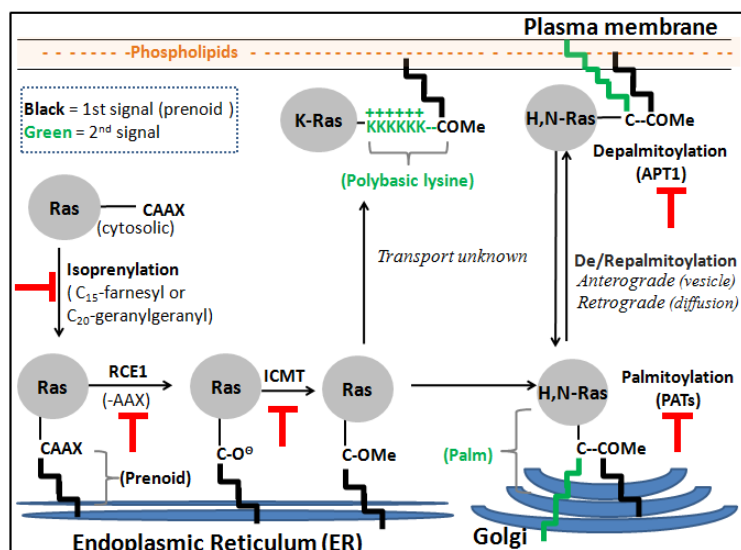 Plasma membrane
-Phospholipids
Black = 1st signal (prenoid )
Green = 2nd signal
K-Ras
++++++
KKKKKK--COMe
(Polybasic lysine)
H,N-Ras
C--COMe
Depalmitoylation
(APT1)
Ras
CAAX
(cytosolic)
Isoprenylation
( C15-farnesyl or
C20-geranylgeranyl)
Transport unknown
De/Repalmitoylation
Anterograde (vesicle)
Retrograde (diffusion)
Ras
RCE1
(-AAX)
Ras
ICMT
Ras
H,N-Ras
Palmitoylation
(PATs)
CAAX
(Prenoid)
C-O⊖
C-OMe
(Palm)
C--COMe
Endoplasmic Reticulum (ER)
Golgi